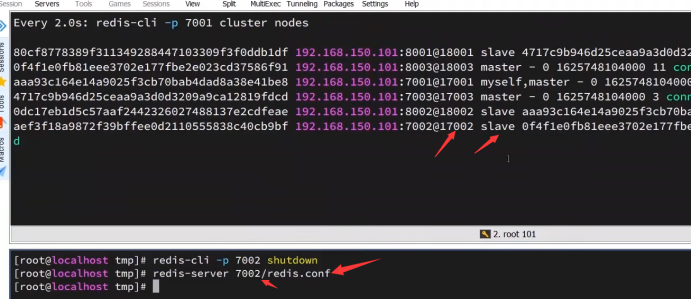 Session Servers Tools Games Sessions View Split MultiExec Tunneling Packages Settings Help
Every 2.0s: redis-cli -p 7001 cluster nodes
80cf8778389f311349288447103309f3f0ddb1df 192.168.150.101:8001@18001 slave 4717c9b946d25ceaa9a3d0d32
0f4f1e0fb81eee3702e177fbe2e023cd37586f91 192.168.150.101:8003@18003 master - 0 1625748104000 11 conn
aaa93c164e14a9025f3cb70bab4dad8a38e41be8 192.168.150.101:7001@17001 myself,master - 0 1625748104000
4717c9b946d25ceaa9a3d0d3209a9ca12819fdcd 192.168.150.101:7003@17003 master - 0 1625748104000 3 conne
0dc17eb1d5c57aaf2442326027488137e2cdfeae 192.168.150.101:8002@18002 slave aaa93c164e14a9025f3cb70ba
aef3f18a9872f39bffee0d2110555838c40cb9bf 192.168.150.101:7002@17002 slave 0f4f1e0fb81eee3702e177fbe
d
2. root 101
[root@localhost tmp]# redis-cli -p 7002 shutdown
[root@localhost tmp]# redis-server 7002/redis.conf
[root@localhost tmp]#